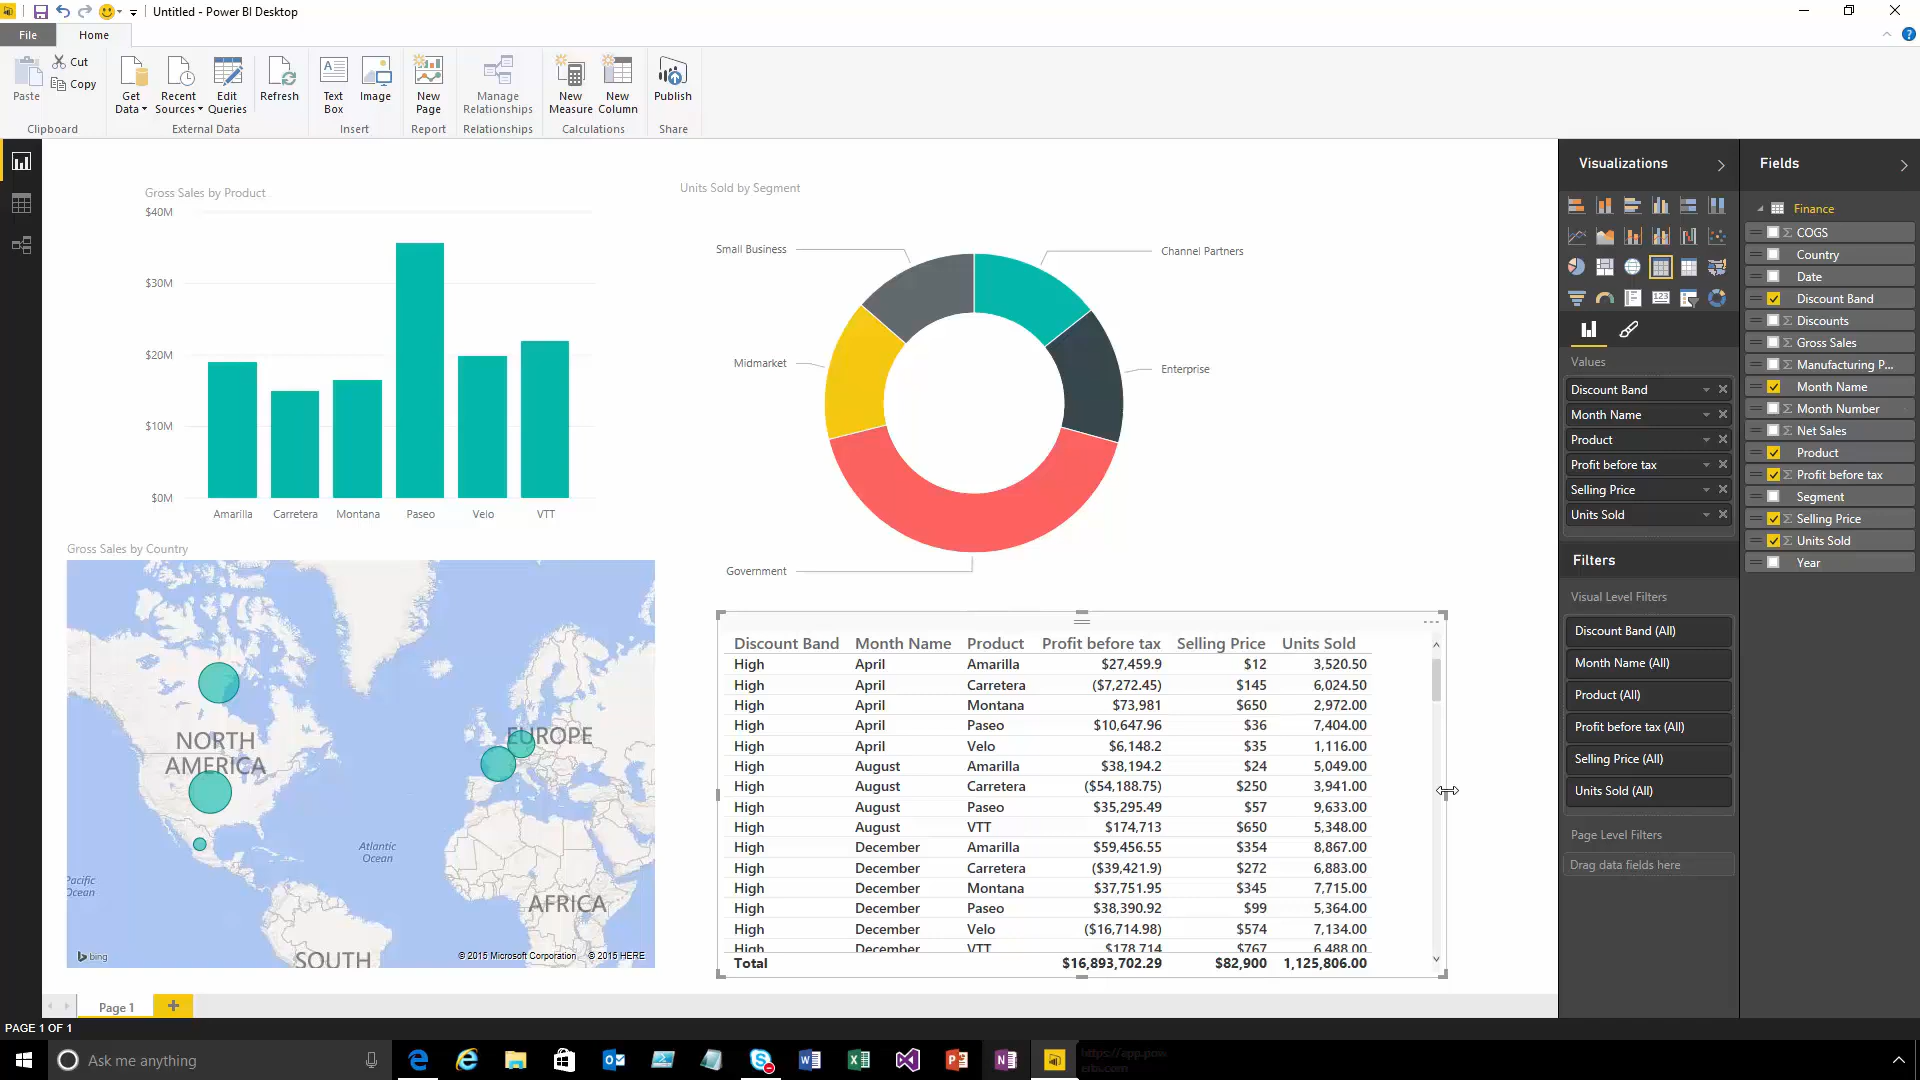 Untitled - Power BI Desktop
File Home
Paste
Cut
Copy
Clipboard
Get Data
Recent Sources
Edit Queries
Refresh
External Data
Text Box
Image
Insert
New Page
Report
Manage Relationships
Relationships
New Measure
New Column
Calculations
Publish
Share
Gross Sales by Product
$40M
$30M
$20M
$10M
$0M
Amarilla Carretera Montana Paseo Velo VTT
Units Sold by Segment
Small Business
Channel Partners
Midmarket
Enterprise
Government
Gross Sales by Country
NORTH AMERICA
EUROPE
Atlantic Ocean
Pacific Ocean
AFRICA
SOUTH
bing
© 2015 Microsoft Corporation © 2015 HERE
Discount Band Month Name Product Profit before tax Selling Price Units Sold
High April Amarilla $27,459.9 $12 3,520.50
High April Carretera ($7,272.45) $145 6,024.50
High April Montana $73,981 $650 2,972.00
High April Paseo $10,647.96 $36 7,404.00
High April Velo $6,148.2 $35 1,116.00
High August Amarilla $38,194.2 $24 5,049.00
High August Carretera ($54,188.75) $250 3,941.00
High August Paseo $35,295.49 $57 9,633.00
High August VTT $174,713 $650 5,348.00
High December Amarilla $59,456.55 $354 8,867.00
High December Carretera ($39,421.9) $272 6,883.00
High December Montana $37,751.95 $345 7,715.00
High December Paseo $38,390.92 $99 5,364.00
High December Velo ($16,714.98) $574 7,134.00
High December VTT $178,714 $767 6,488.00
Total $16,893,702.29 $82,900 1,125,806.00
Visualizations
Values
Discount Band
Month Name
Product
Profit before tax
Selling Price
Units Sold
Filters
Visual Level Filters
Discount Band (All)
Month Name (All)
Product (All)
Profit before tax (All)
Selling Price (All)
Units Sold (All)
Page Level Filters
Drag data fields here
Fields
Finance
COGS
Country
Date
Discount Band
Discounts
Gross Sales
Manufacturing P...
Month Name
Month Number
Net Sales
Product
Profit before tax
Segment
Selling Price
Units Sold
Year
Page 1
PAGE 1 OF 1
Ask me anything
https://app.pow
erbi.com